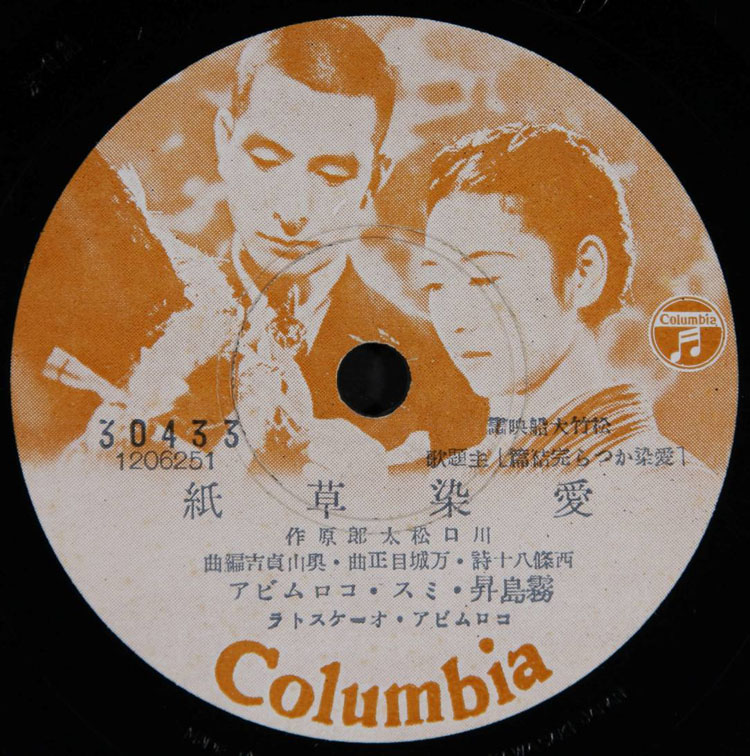 Columbia
30433
1206251
松竹大船映畫
「愛染かつら完結篇」主題歌
愛染草紙
川口松太郎原作
西條八十詩・万城目正曲・奥山貞吉編曲
霧島昇・ミス・コロムビア
コロムビア・オーケストラ
Columbia